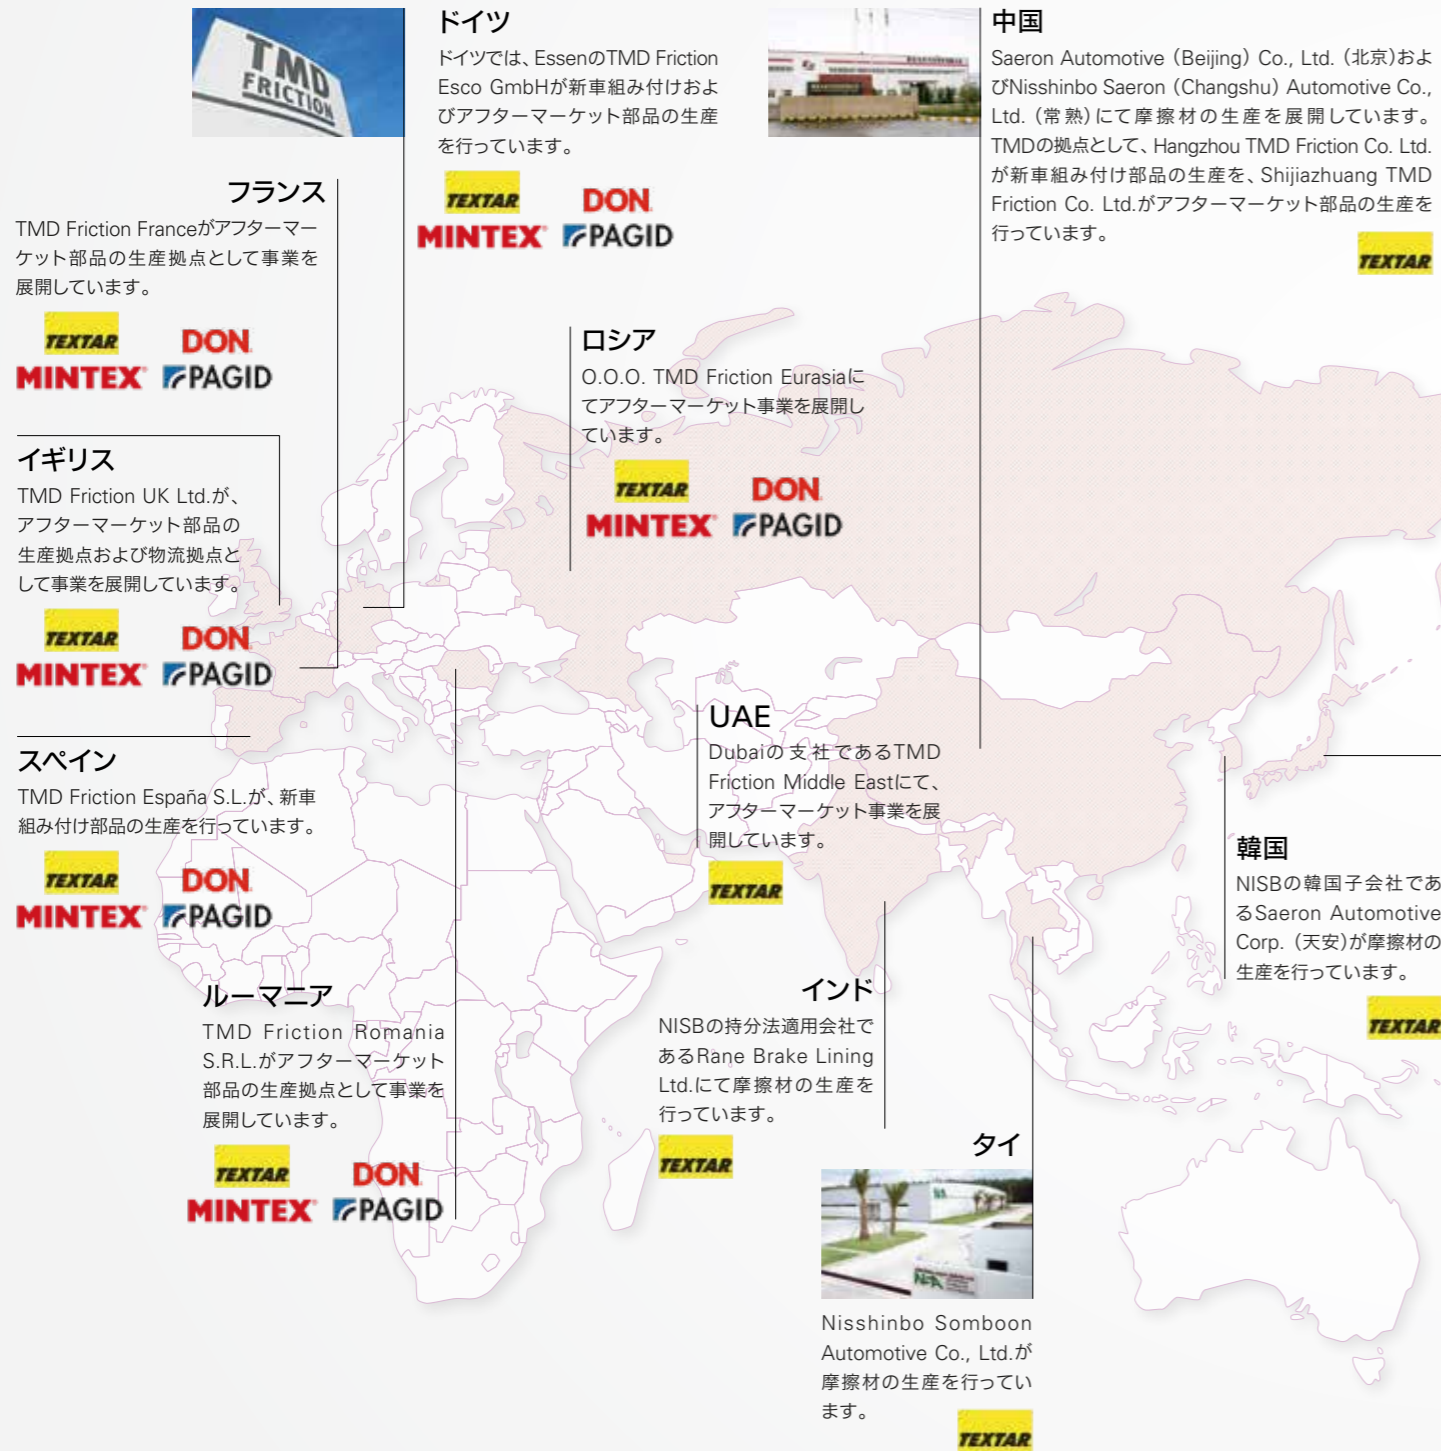 TMD
FRICTION
ドイツ
ドイツでは、EssenのTMD Friction
Esco GmbHが新車組み付けおよ
びアフターマーケット部品の生産
を行っています。
TEXTAR DON
MINTEX® PAGID
中国
Saeron Automotive (Beijing) Co., Ltd. (北京)およ
びNisshinbo Saeron (Changshu) Automotive Co.,
Ltd. (常熟)にて摩擦材の生産を展開しています。
TMDの拠点として、Hangzhou TMD Friction Co. Ltd.
が新車組み付け部品の生産を、Shijiazhuang TMD
Friction Co. Ltd.がアフターマーケット部品の生産を
行っています。
TEXTAR
フランス
TMD Friction Franceがアフターマー
ケット部品の生産拠点として事業を
展開しています。
TEXTAR DON
MINTEX® PAGID
ロシア
O.O.O. TMD Friction Eurasiaに
てアフターマーケット事業を展開し
ています。
TEXTAR DON
MINTEX® PAGID
イギリス
TMD Friction UK Ltd.が、
アフターマーケット部品の
生産拠点および物流拠点と
して事業を展開しています。
TEXTAR DON
MINTEX® PAGID
スペイン
TMD Friction España S.L.が、新車
組み付け部品の生産を行っています。
TEXTAR DON
MINTEX® PAGID
UAE
Dubaiの支社であるTMD
Friction Middle Eastにて、
アフターマーケット事業を展
開しています。
TEXTAR
韓国
NISBの韓国子会社であ
るSaeron Automotive
Corp. (天安)が摩擦材の
生産を行っています。
TEXTAR
ルーマニア
TMD Friction Romania
S.R.L.がアフターマーケット
部品の生産拠点として事業を
展開しています。
TEXTAR DON
MINTEX® PAGID
インド
NISBの持分法適用会社で
あるRane Brake Lining
Ltd.にて摩擦材の生産を
行っています。
TEXTAR
タイ
Nisshinbo Somboon
Automotive Co., Ltd.が
摩擦材の生産を行ってい
ます。
TEXTAR